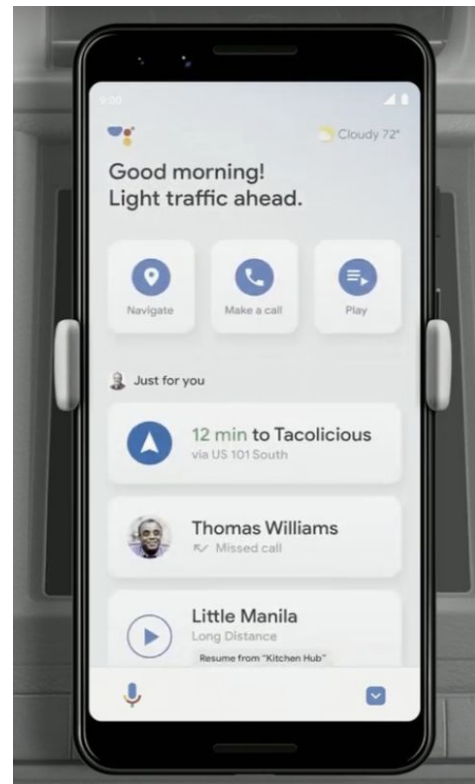 9:00
Cloudy 72°
Good morning!
Light traffic ahead.
Navigate
Make a call
Play
Just for you
12 min to Tacolicious
via US 101 South
Thomas Williams
Missed call
Little Manila
Long Distance
Resume from "Kitchen Hub"